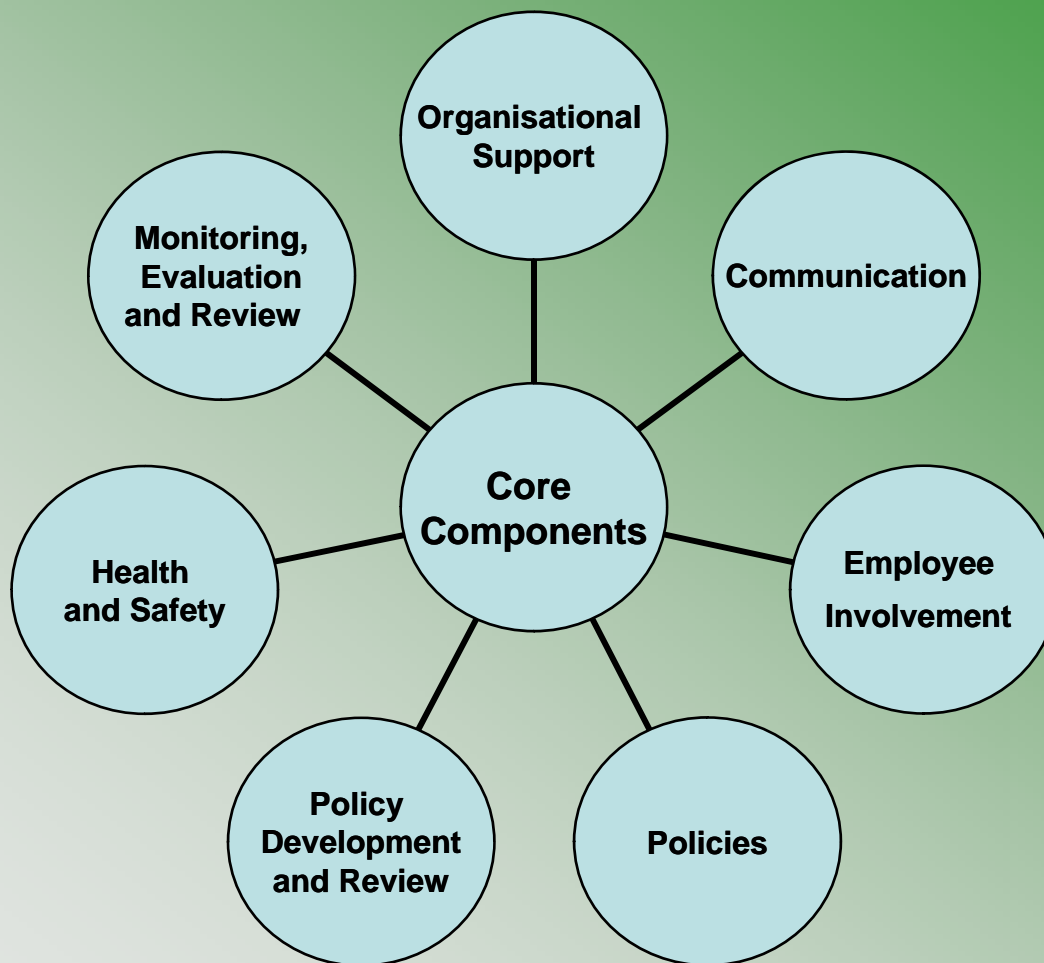 Organisational
Support
Communication
Employee
Involvement
Policies
Policy
Development
and Review
Health
and Safety
Monitoring,
Evaluation
and Review
Core
Components